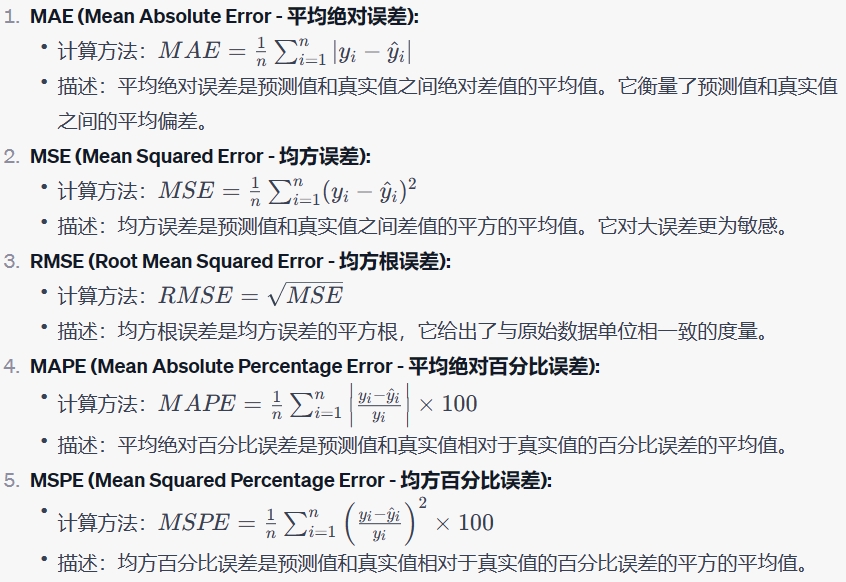 1. MAE (Mean Absolute Error - 平均绝对误差):
• 计算方法：$MAE = \frac{1}{n} \sum_{i=1}^{n} |y_i - \hat{y}_i|$
• 描述：平均绝对误差是预测值和真实值之间绝对差值的平均值。它衡量了预测值和真实值
之间的平均偏差。
2. MSE (Mean Squared Error - 均方误差):
• 计算方法：$MSE = \frac{1}{n} \sum_{i=1}^{n} (y_i - \hat{y}_i)^2$
• 描述：均方误差是预测值和真实值之间差值的平方的平均值。它对大误差更为敏感。
3. RMSE (Root Mean Squared Error - 均方根误差):
• 计算方法：$RMSE = \sqrt{MSE}$
• 描述：均方根误差是均方误差的平方根，它给出了与原始数据单位相一致的度量。
4. MAPE (Mean Absolute Percentage Error - 平均绝对百分比误差):
• 计算方法：$MAPE = \frac{1}{n} \sum_{i=1}^{n} \left| \frac{y_i - \hat{y}_i}{y_i} \right| \times 100$
• 描述：平均绝对百分比误差是预测值和真实值相对于真实值的百分比误差的平均值。
5. MSPE (Mean Squared Percentage Error - 均方百分比误差):
• 计算方法：$MSPE = \frac{1}{n} \sum_{i=1}^{n} \left( \frac{y_i - \hat{y}_i}{y_i} \right)^2 \times 100$
• 描述：均方百分比误差是预测值和真实值相对于真实值的百分比误差的平方的平均值。